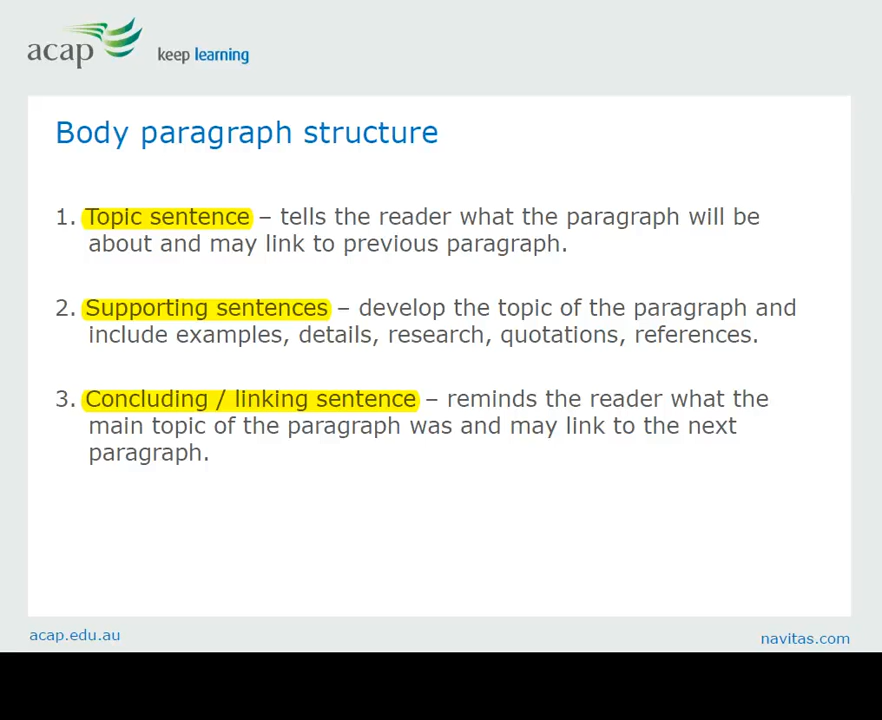 acap keep learning
Body paragraph structure
1. Topic sentence – tells the reader what the paragraph will be
about and may link to previous paragraph.
2. Supporting sentences – develop the topic of the paragraph and
include examples, details, research, quotations, references.
3. Concluding / linking sentence – reminds the reader what the
main topic of the paragraph was and may link to the next
paragraph.
acap.edu.au
navitas.com